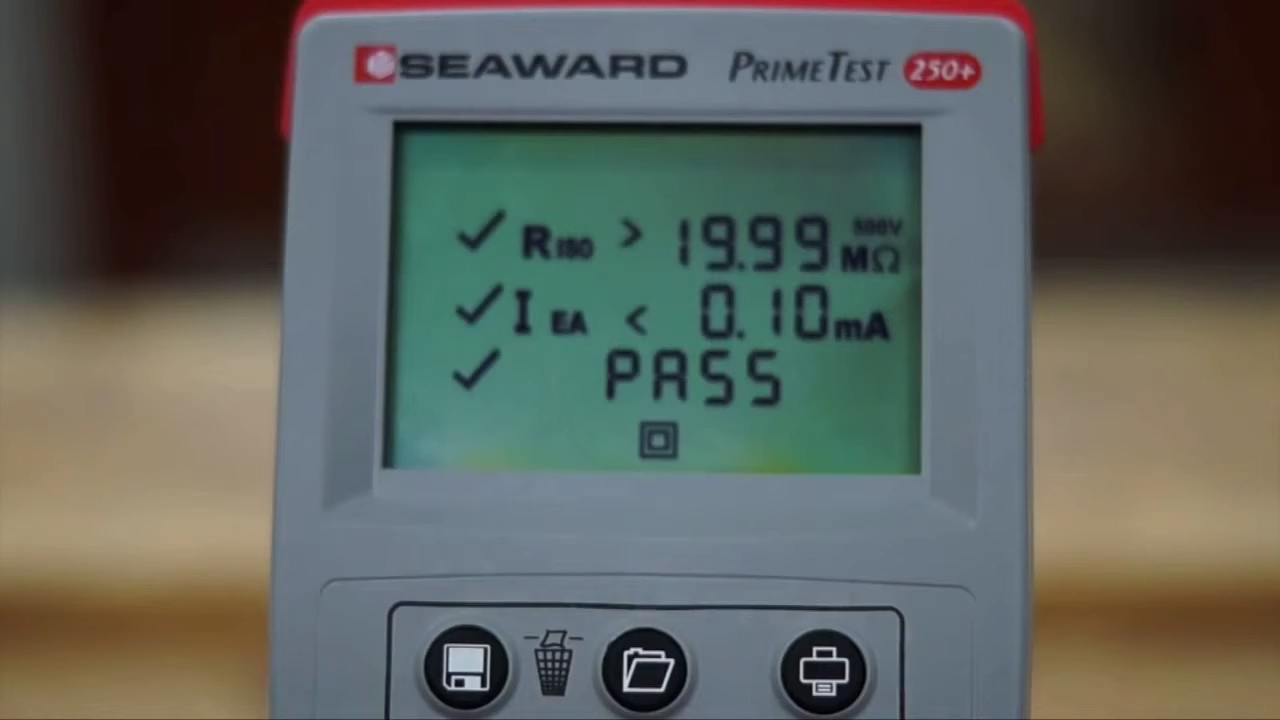 SEAWARD PRIMETEST 250+
✓ RISO > 19.99 500V MΩ
✓ I EA < 0.10 mA
✓ PASS